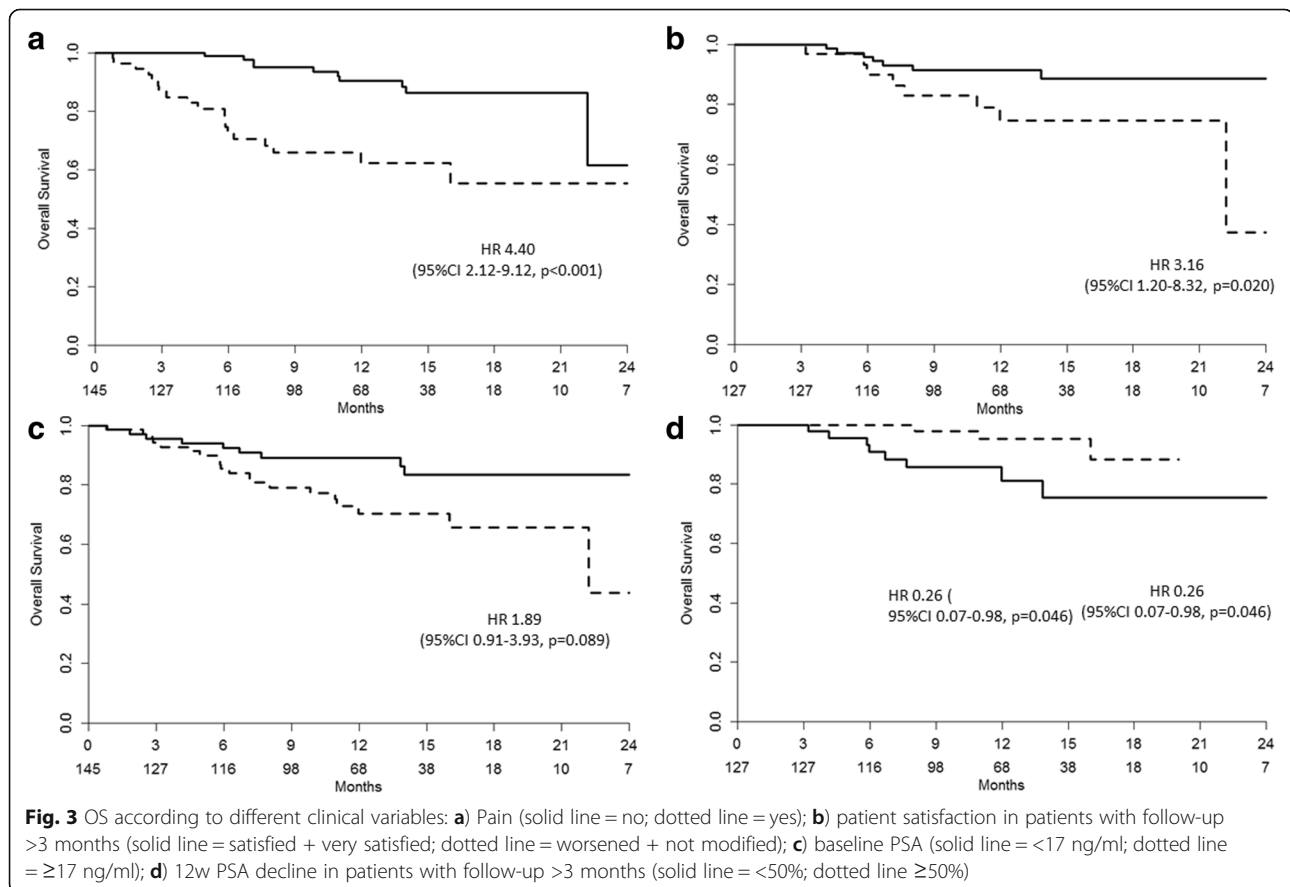 a
1.0
0.8
0.6
0.4
0.2
0.0
Overall Survival
HR 4.40
(95%CI 2.12-9.12, p<0.001)
0 3 6 9 12 15 18 21 24
145 127 116 98 68 38 18 10 7
Months
b
1.0
0.8
0.6
0.4
0.2
0.0
Overall Survival
HR 3.16
(95%CI 1.20-8.32, p=0.020)
0 3 6 9 12 15 18 21 24
127 127 116 98 68 38 18 10 7
Months
c
1.0
0.8
0.6
0.4
0.2
0.0
Overall Survival
HR 1.89
(95%CI 0.91-3.93, p=0.089)
0 3 6 9 12 15 18 21 24
145 127 116 98 68 38 18 10 7
Months
d
1.0
0.8
0.6
0.4
0.2
0.0
Overall Survival
HR 0.26 (
95%CI 0.07-0.98, p=0.046)
HR 0.26
(95%CI 0.07-0.98, p=0.046)
0 3 6 9 12 15 18 21 24
127 127 116 98 68 38 18 10 7
Months
Fig. 3 OS according to different clinical variables: a) Pain (solid line = no; dotted line = yes); b) patient satisfaction in patients with follow-up
>3 months (solid line = satisfied + very satisfied; dotted line = worsened + not modified); c) baseline PSA (solid line = <17 ng/ml; dotted line
= ≥17 ng/ml); d) 12w PSA decline in patients with follow-up >3 months (solid line = <50%; dotted line ≥50%)